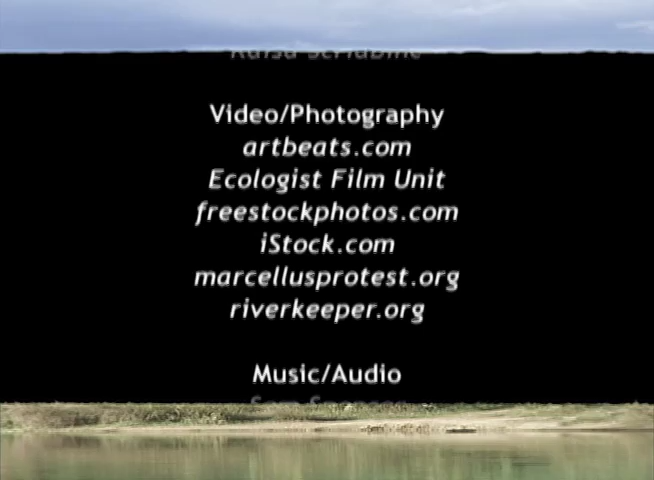 Video/Photography
artbeats.com
Ecologist Film Unit
freestockphotos.com
iStock.com
marcellusprotest.org
riverkeeper.org
Music/Audio